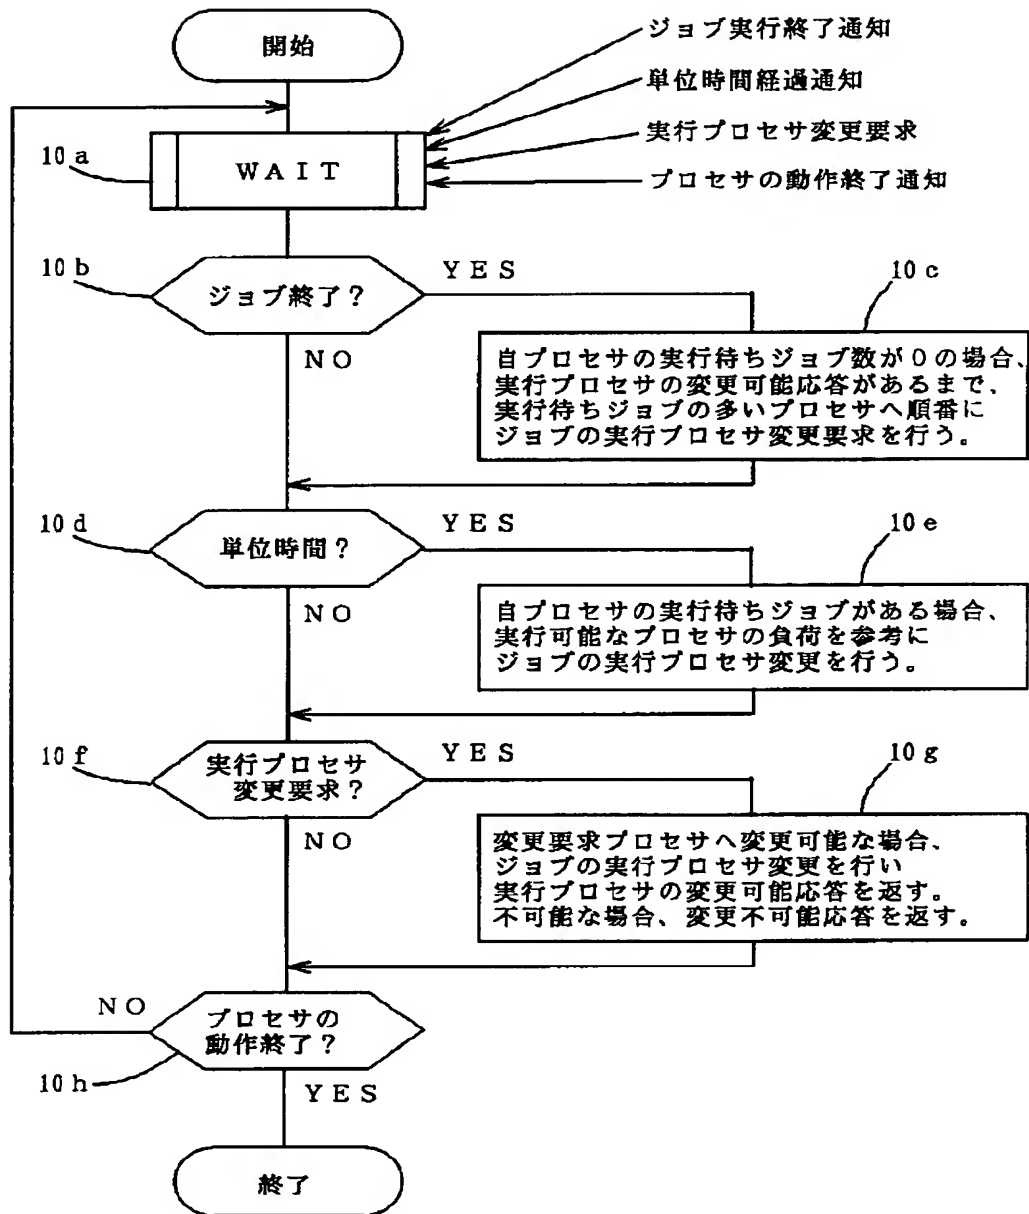 開始
ジョブ実行終了通知
単位時間経過通知
実行プロセサ変更要求
プロセサの動作終了通知
10a
WAIT
10b
ジョブ終了?
YES
NO
10c
自プロセサの実行待ちジョブ数が0の場合、
実行プロセサの変更可能応答があるまで、
実行待ちジョブの多いプロセサへ順番に
ジョブの実行プロセサ変更要求を行う。
10d
単位時間?
YES
NO
10e
自プロセサの実行待ちジョブがある場合、
実行可能なプロセサの負荷を参考に
ジョブの実行プロセサ変更を行う。
10f
実行プロセサ
変更要求?
YES
NO
10g
変更要求プロセサへ変更可能な場合、
ジョブの実行プロセサ変更を行い
実行プロセサの変更可能応答を返す。
不可能な場合、変更不可能応答を返す。
NO
プロセサの
動作終了?
10h
YES
終了